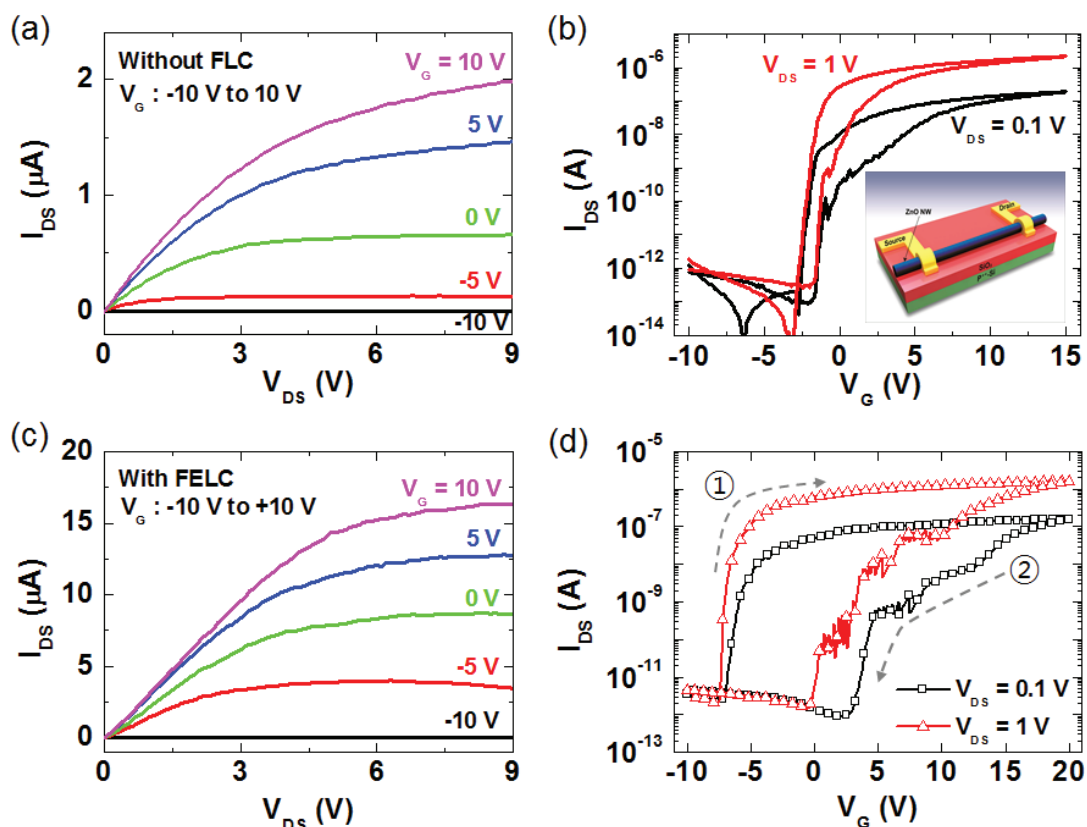 (a)
Without FLC
V_G : -10 V to 10 V
V_G = 10 V
5 V
0 V
-5 V
-10 V
2
1
0
I_DS (μA)
0 3 6 9
V_DS (V)
(b)
V_DS = 1 V
V_DS = 0.1 V
10^-6
10^-8
10^-10
10^-12
10^-14
I_DS (A)
ZnO NW
Drain
Source
SiO₂
p⁺⁺-Si
-10 -5 0 5 10 15
V_G (V)
(c)
With FELC
V_G : -10 V to +10 V
V_G = 10 V
5 V
0 V
-5 V
-10 V
20
15
10
5
0
I_DS (μA)
0 3 6 9
V_DS (V)
(d)
①
②
10^-5
10^-7
10^-9
10^-11
10^-13
I_DS (A)
V_DS = 0.1 V
V_DS = 1 V
-10 -5 0 5 10 15 20
V_G (V)